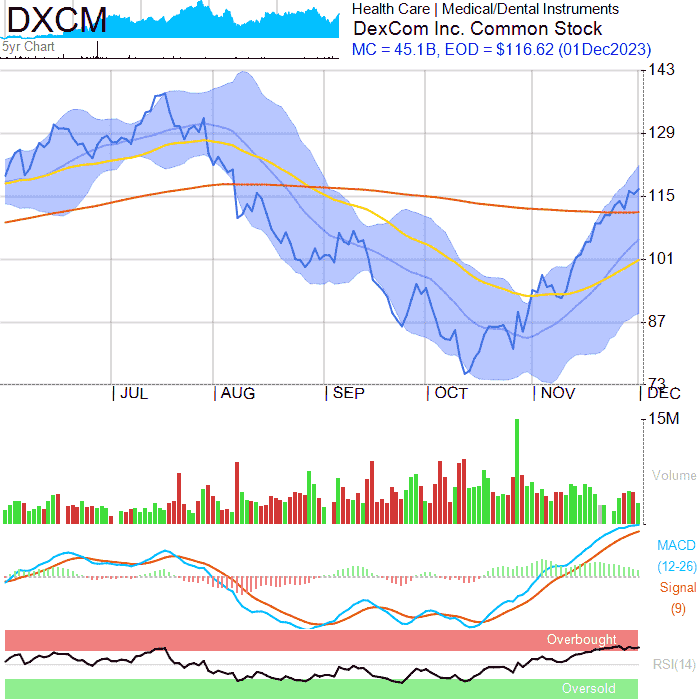 DXCM
5yr Chart
Health Care | Medical/Dental Instruments
DexCom Inc. Common Stock
MC = 45.1B, EOD = $116.62 (01Dec2023)
143
129
115
101
87
73
JUL
AUG
SEP
OCT
NOV
DEC
15M
Volume
MACD
(12-26)
Signal
(9)
Overbought
RSI(14)
Oversold